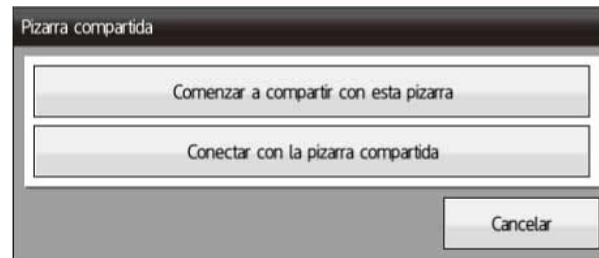 Pizarra compartida
Comenzar a compartir con esta pizarra
Conectar con la pizarra compartida
Cancelar